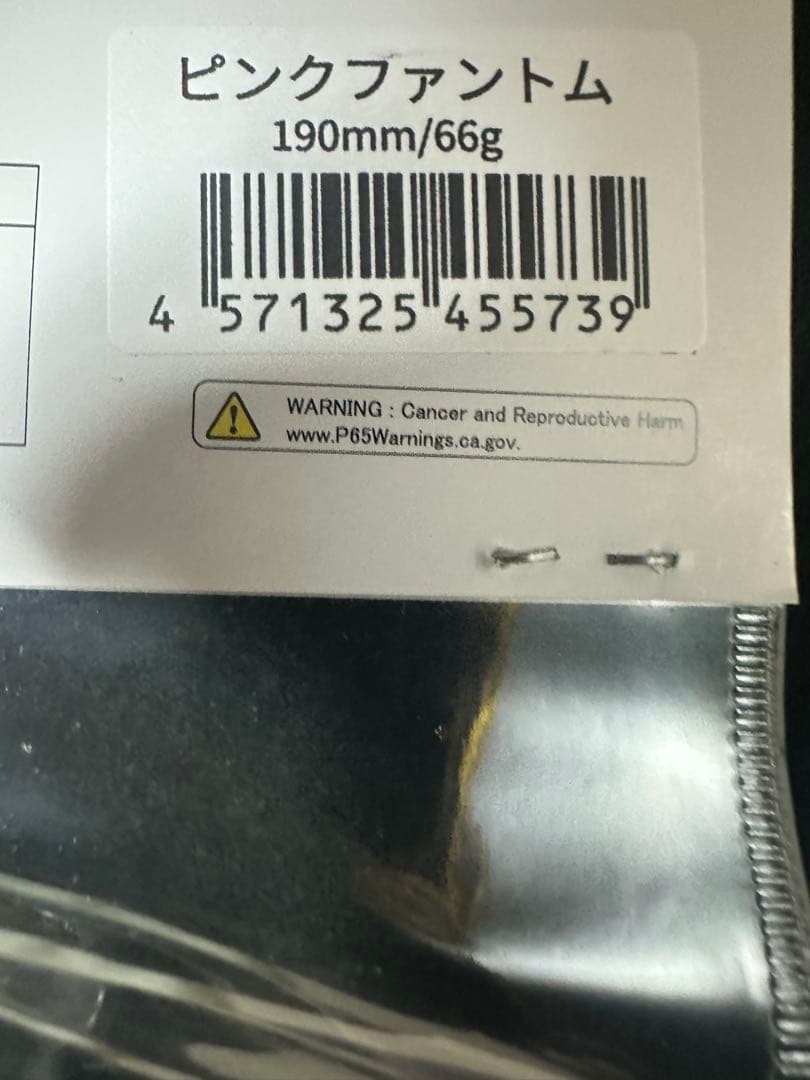 ピンクファントム
190mm/66g
4 571325 455739
WARNING : Cancer and Reproductive Harm
www.P65Warnings.ca.gov.